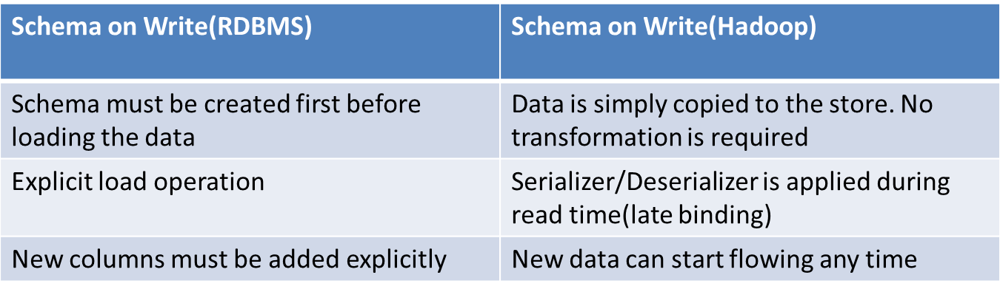 Schema on Write(RDBMS)
Schema on Write(Hadoop)
Schema must be created first before
loading the data
Data is simply copied to the store. No
transformation is required
Explicit load operation
Serializer/Deserializer is applied during
read time(late binding)
New columns must be added explicitly
New data can start flowing any time